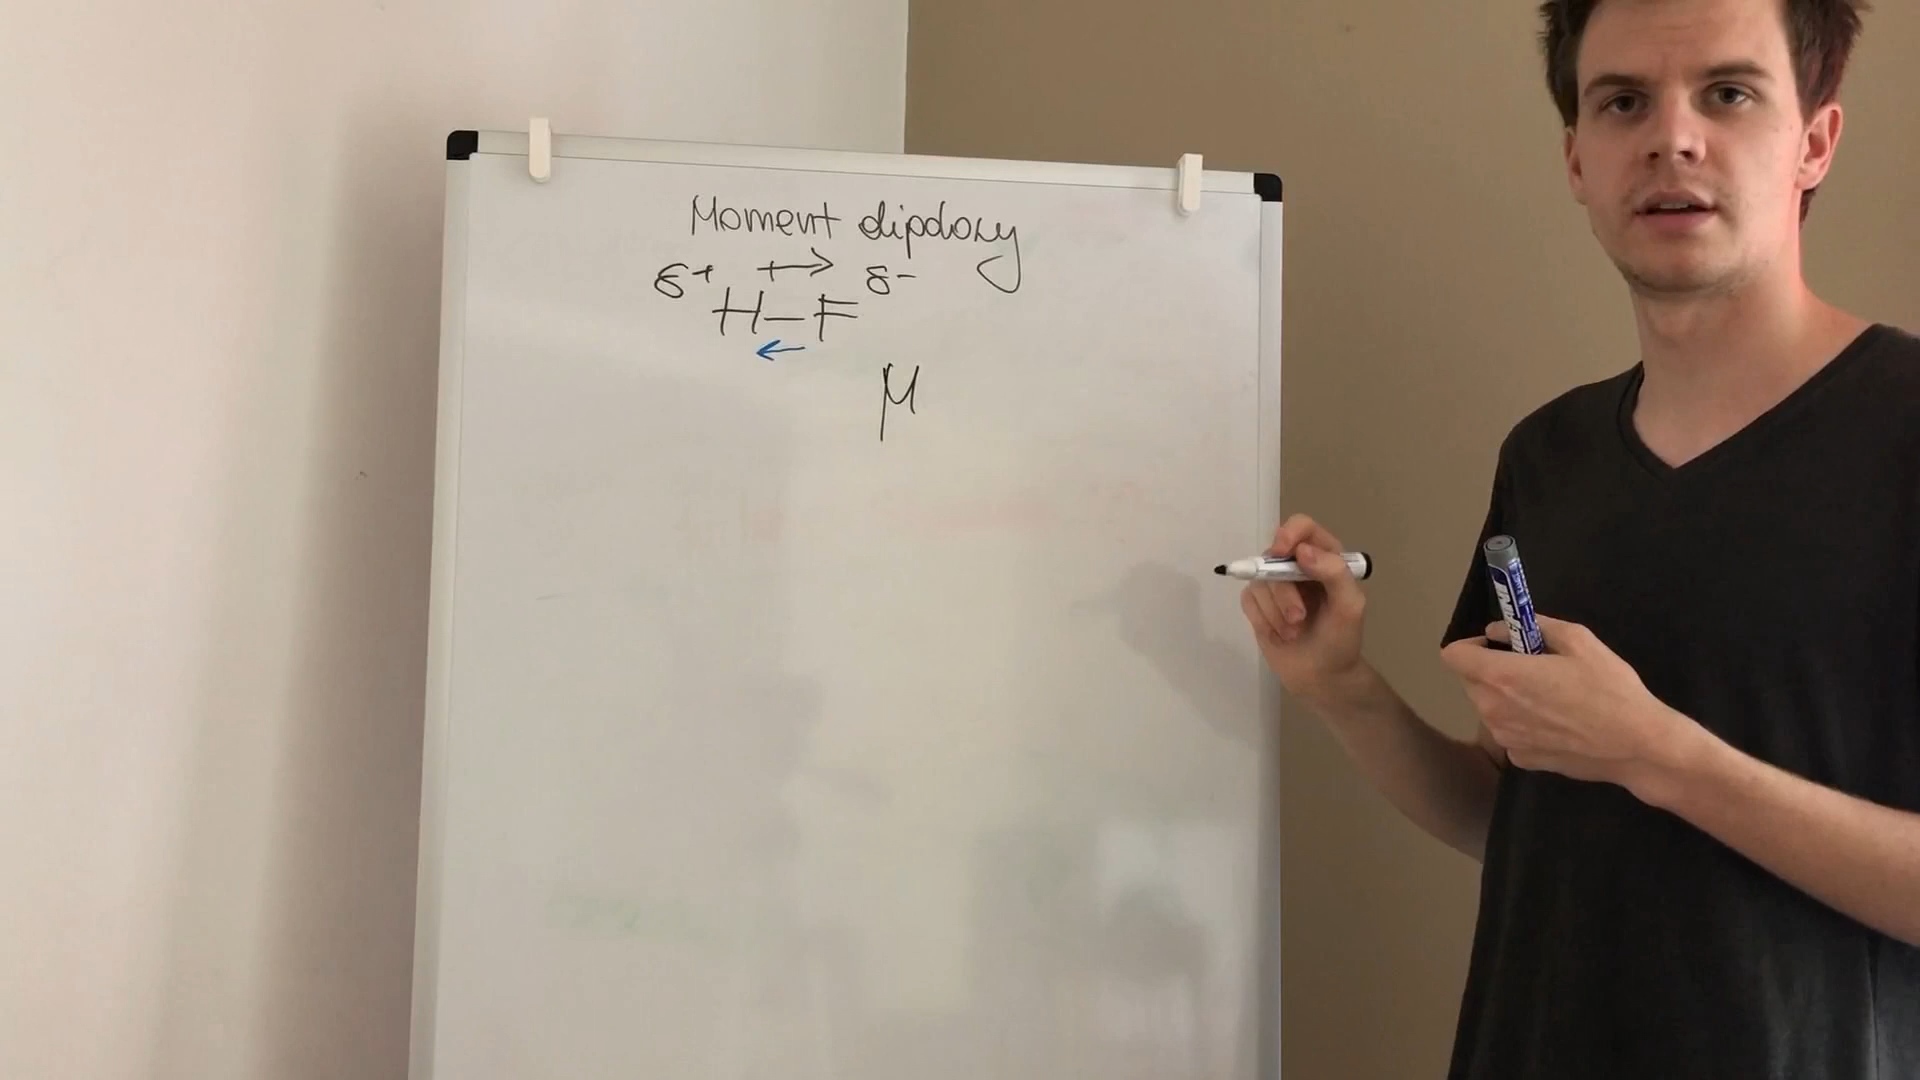 Moment dipolowy
δ+ +→ δ-
H–F
←
μ